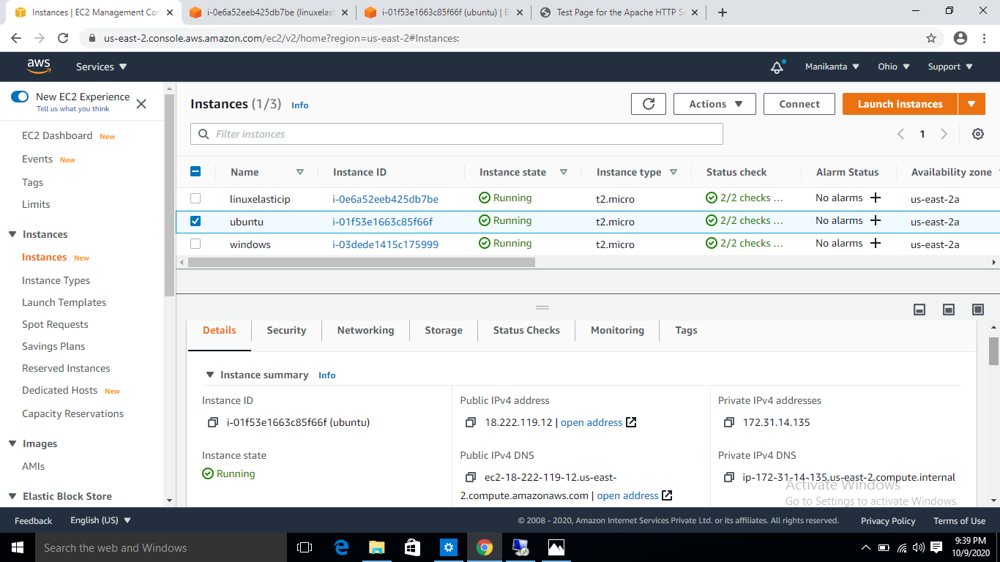 Instances | EC2 Management Con
i-0e6a52eeb425db7be (linuxelast
i-01f53e1663c85f66f (ubuntu) | E
Test Page for the Apache HTTP S
us-east-2.console.aws.amazon.com/ec2/v2/home?region=us-east-2#Instances:
aws
Services
Manikanta
Ohio
Support
New EC2 Experience
Tell us what you think
EC2 Dashboard New
Events New
Tags
Limits
Instances
Instances New
Instance Types
Launch Templates
Spot Requests
Savings Plans
Reserved Instances
Dedicated Hosts New
Capacity Reservations
Images
AMIs
Elastic Block Store
Instances (1/3) Info
Actions
Connect
Launch instances
Filter instances
1
Name Instance ID Instance state Instance type Status check Alarm Status Availability zone
linuxelasticip i-0e6a52eeb425db7be Running t2.micro 2/2 checks ... No alarms + us-east-2a
ubuntu i-01f53e1663c85f66f Running t2.micro 2/2 checks ... No alarms + us-east-2a
windows i-03dede1415c175999 Running t2.micro 2/2 checks ... No alarms + us-east-2a
Details Security Networking Storage Status Checks Monitoring Tags
Instance summary Info
Instance ID
i-01f53e1663c85f66f (ubuntu)
Public IPv4 address
18.222.119.12 | open address
Private IPv4 addresses
172.31.14.135
Instance state
Running
Public IPv4 DNS
ec2-18-222-119-12.us-east-
2.compute.amazonaws.com | open address
Private IPv4 DNS
ip-172-31-14-135.us-east-2.compute.internal
Activate Windows
Go to Settings to activate Windows.
Feedback
English (US)
© 2008 - 2020, Amazon Internet Services Private Ltd. or its affiliates. All rights reserved.
Privacy Policy
Terms of Use
Search the web and Windows
9:39 PM
10/9/2020